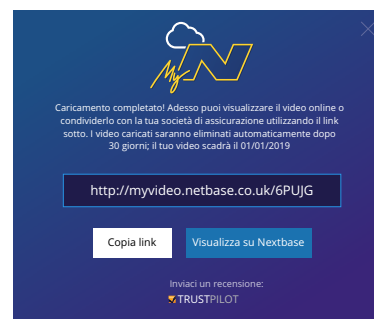 My N
Caricamento completato! Adesso puoi visualizzare il video online o
condividerlo con la tua società di assicurazione utilizzando il link
sotto. I video caricati saranno eliminati automaticamente dopo
30 giorni; il tuo video scadrà il 01/01/2019
http://myvideo.netbase.co.uk/6PUJG
Copia link
Visualizza su Nextbase
Inviaci un recensione:
TRUSTPILOT